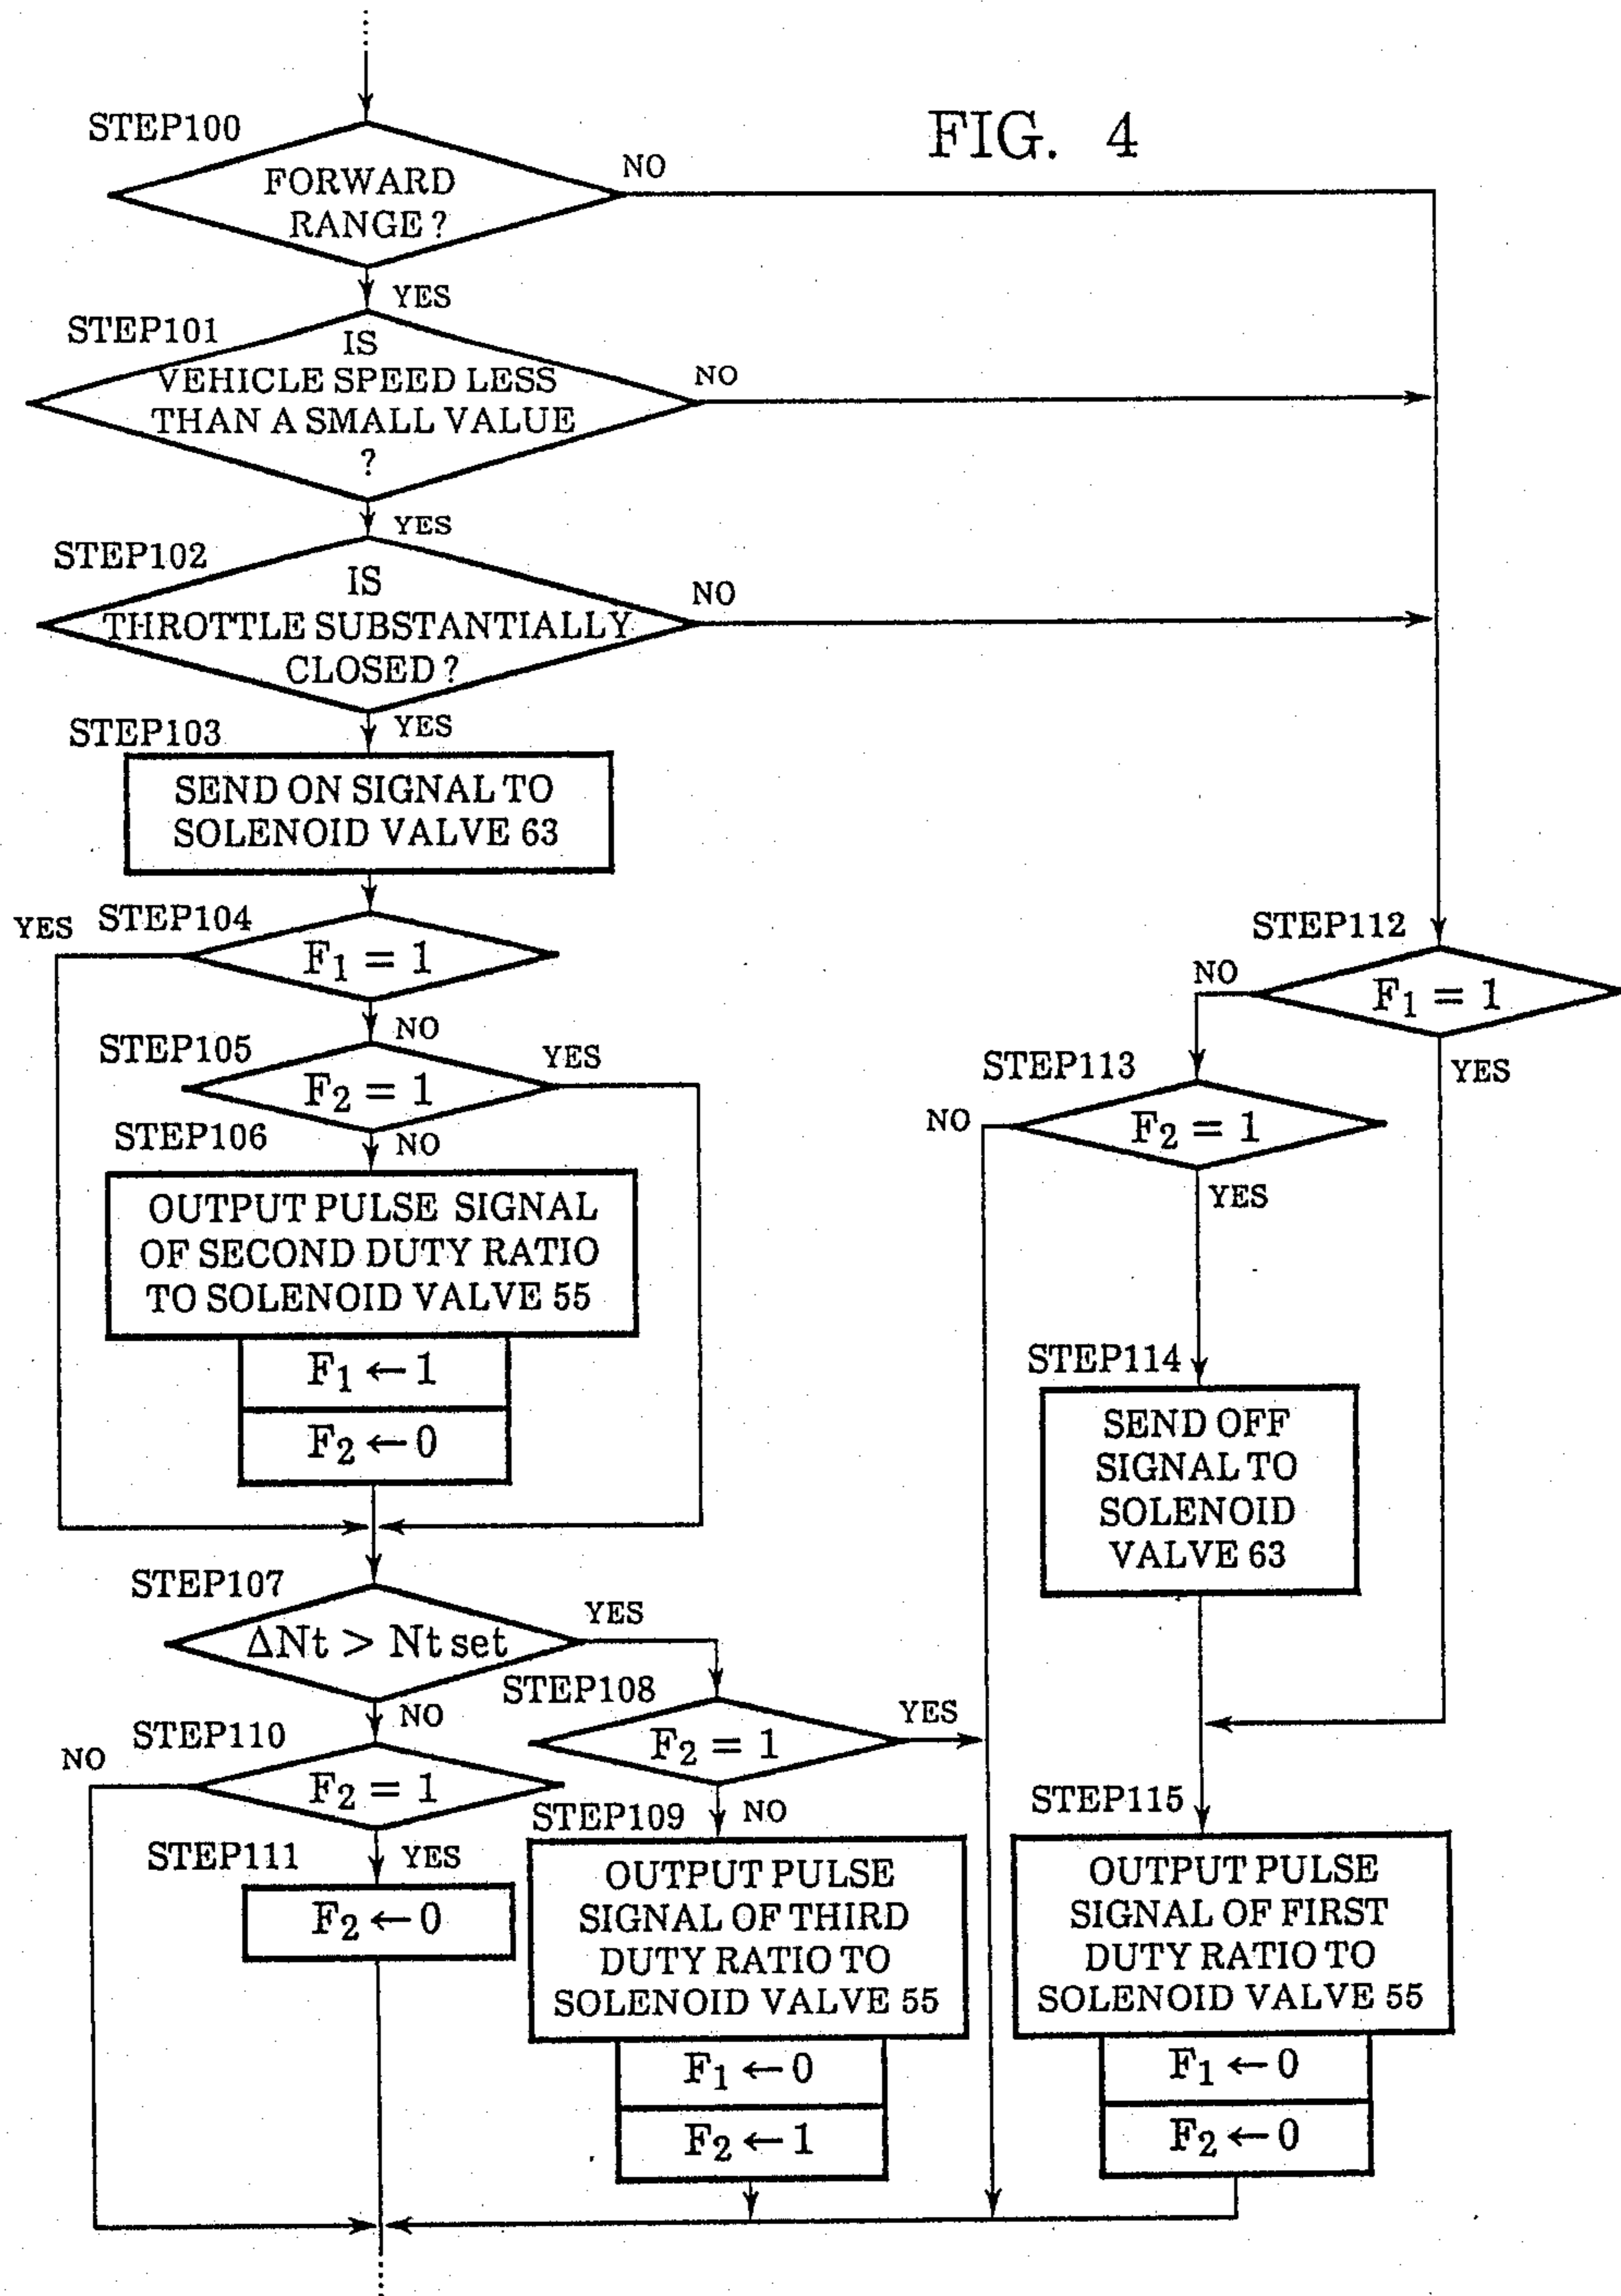 FIG. 4
STEP100
FORWARD
RANGE ?
NO
YES
STEP101
IS
VEHICLE SPEED LESS
THAN A SMALL VALUE
?
NO
YES
STEP102
IS
THROTTLE SUBSTANTIALLY
CLOSED ?
NO
YES
STEP103
SEND ON SIGNAL TO
SOLENOID VALVE 63
STEP104
F₁ = 1
YES
NO
STEP105
F₂ = 1
YES
NO
STEP106
OUTPUT PULSE SIGNAL
OF SECOND DUTY RATIO
TO SOLENOID VALVE 55
F₁ ← 1
F₂ ← 0
STEP107
ΔNt > Nt set
YES
NO
STEP108
F₂ = 1
YES
NO
STEP109
OUTPUT PULSE
SIGNAL OF THIRD
DUTY RATIO TO
SOLENOID VALVE 55
F₁ ← 0
F₂ ← 1
STEP110
F₂ = 1
NO
YES
STEP111
F₂ ← 0
STEP112
F₁ = 1
NO
YES
STEP113
F₂ = 1
NO
YES
STEP114
SEND OFF
SIGNAL TO
SOLENOID
VALVE 63
STEP115
OUTPUT PULSE
SIGNAL OF FIRST
DUTY RATIO TO
SOLENOID VALVE 55
F₁ ← 0
F₂ ← 0